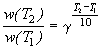 w(T₂)/w(T₁) = γ^((T₂-T₁)/10)